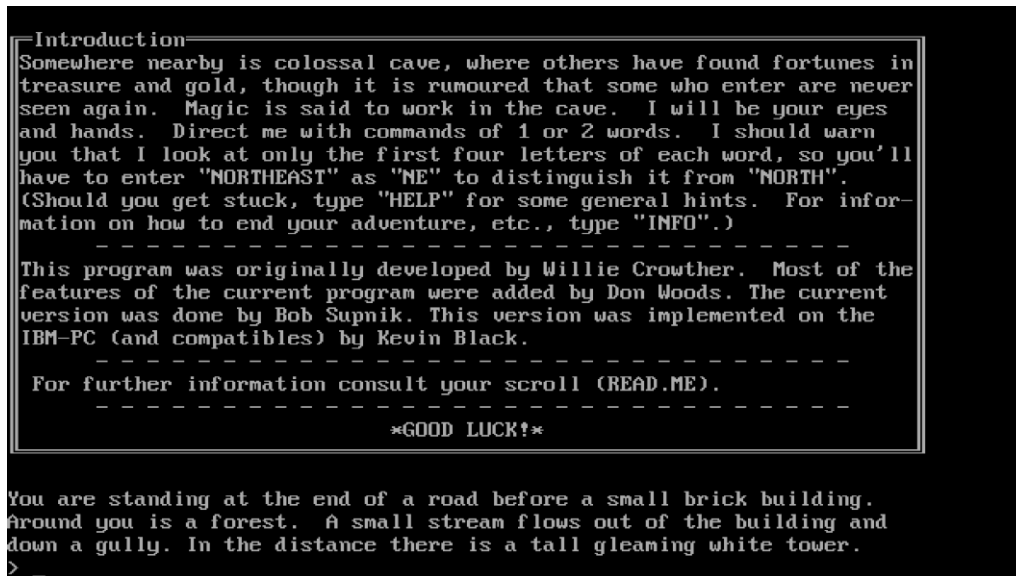 Introduction
Somewhere nearby is colossal cave, where others have found fortunes in
treasure and gold, though it is rumoured that some who enter are never
seen again.  Magic is said to work in the cave.  I will be your eyes
and hands.  Direct me with commands of 1 or 2 words.  I should warn
you that I look at only the first four letters of each word, so you'll
have to enter "NORTHEAST" as "NE" to distinguish it from "NORTH".
(Should you get stuck, type "HELP" for some general hints.  For infor-
mation on how to end your adventure, etc., type "INFO".)
- - - - - - - - - - - - - - - - - - - - - - - - - - - - -
This program was originally developed by Willie Crowther.  Most of the
features of the current program were added by Don Woods. The current
version was done by Bob Supnik. This version was implemented on the
IBM-PC (and compatibles) by Kevin Black.
- - - - - - - - - - - - - - - - - - - - - - - - - - - - -
For further information consult your scroll (READ.ME).
- - - - - - - - - - - - - - - - - - - - - - - - - - - - -
*GOOD LUCK!*
You are standing at the end of a road before a small brick building.
Around you is a forest.  A small stream flows out of the building and
down a gully. In the distance there is a tall gleaming white tower.
> _